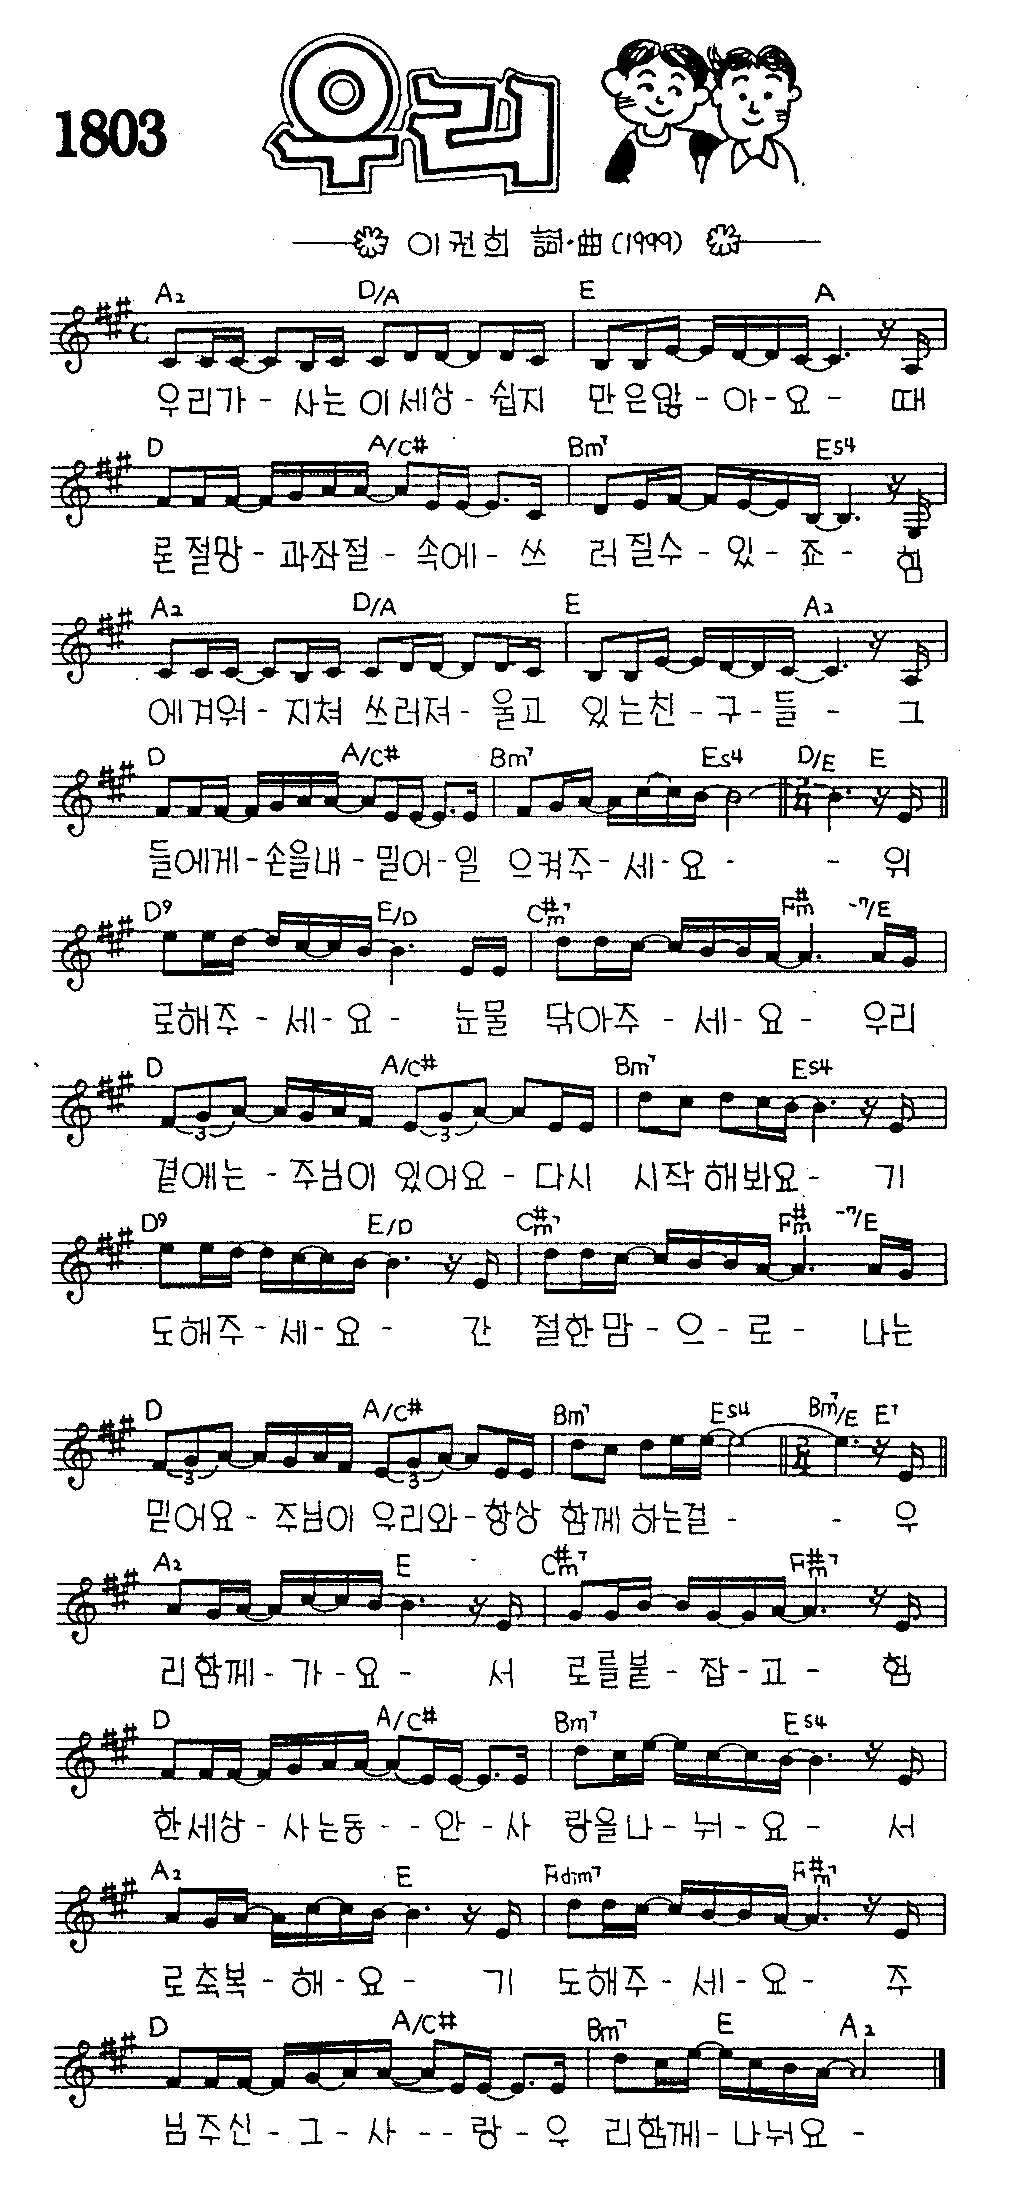 1803
우리
이권희 詞·曲(1999)
A2 D/A E A
우리가 - 사는 이 세상 - 쉽지 만은않 - 아 - 요 - 때
D A/C# Bm7 Es4
론 절망 - 과좌절 - 속에 - 쓰 러 질수 - 있 - 죠 - 힘
A2 D/A E A2
에겨워 - 지쳐 쓰러져 - 울고 있는친 - 구 - 들 - 그
D A/C# Bm7 Es4 D/E E
2/4
들에게 - 손을내 - 밀어 - 일 으켜주 - 세 - 요 - - 위
D9 E/D C#m7 F#m -7/E
로해주 - 세 - 요 - 눈물 닦아주 - 세 - 요 - 우리
D A/C# Bm7 Es4
3 3
곁에는 - 주님이 있어요 - 다시 시작 해봐요 - 기
D9 E/D C#m7 F#m -7/E
도해주 - 세 - 요 - 간 절한맘 - 으 - 로 - 나는
D A/C# Bm7 Es4 Bm7/E E7
3 3 2/4
믿어요 - 주님이 우리와 - 항상 함께 하는걸 - - 우
A2 E C#m7 F#m7
리함께 - 가 - 요 - 서 로를붙 - 잡 - 고 - 험
D A/C# Bm7 Es4
한세상 - 사는동 - - 안 - 사 랑을나 - 눠 - 요 - 서
A2 E Fdim7 F#m7
로축복 - 해 - 요 - 기 도해주 - 세 - 요 - 주
D A/C# Bm7 E A2
님주신 - 그 - 사 - - 랑 - 우 리함께 - 나눠요 -